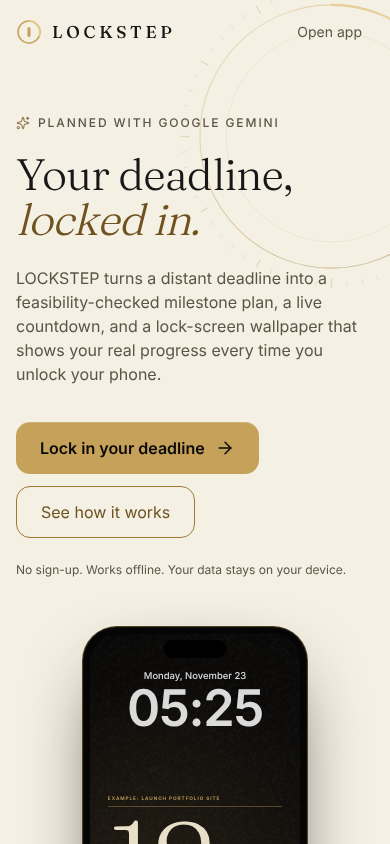 LOCKSTEP
Open app
PLANNED WITH GOOGLE GEMINI
Your deadline,
locked in.
LOCKSTEP turns a distant deadline into a
feasibility-checked milestone plan, a live
countdown, and a lock-screen wallpaper that
shows your real progress every time you
unlock your phone.
Lock in your deadline
See how it works
No sign-up. Works offline. Your data stays on your device.
Monday, November 23
05:25
EXAMPLE: LAUNCH PORTFOLIO SITE